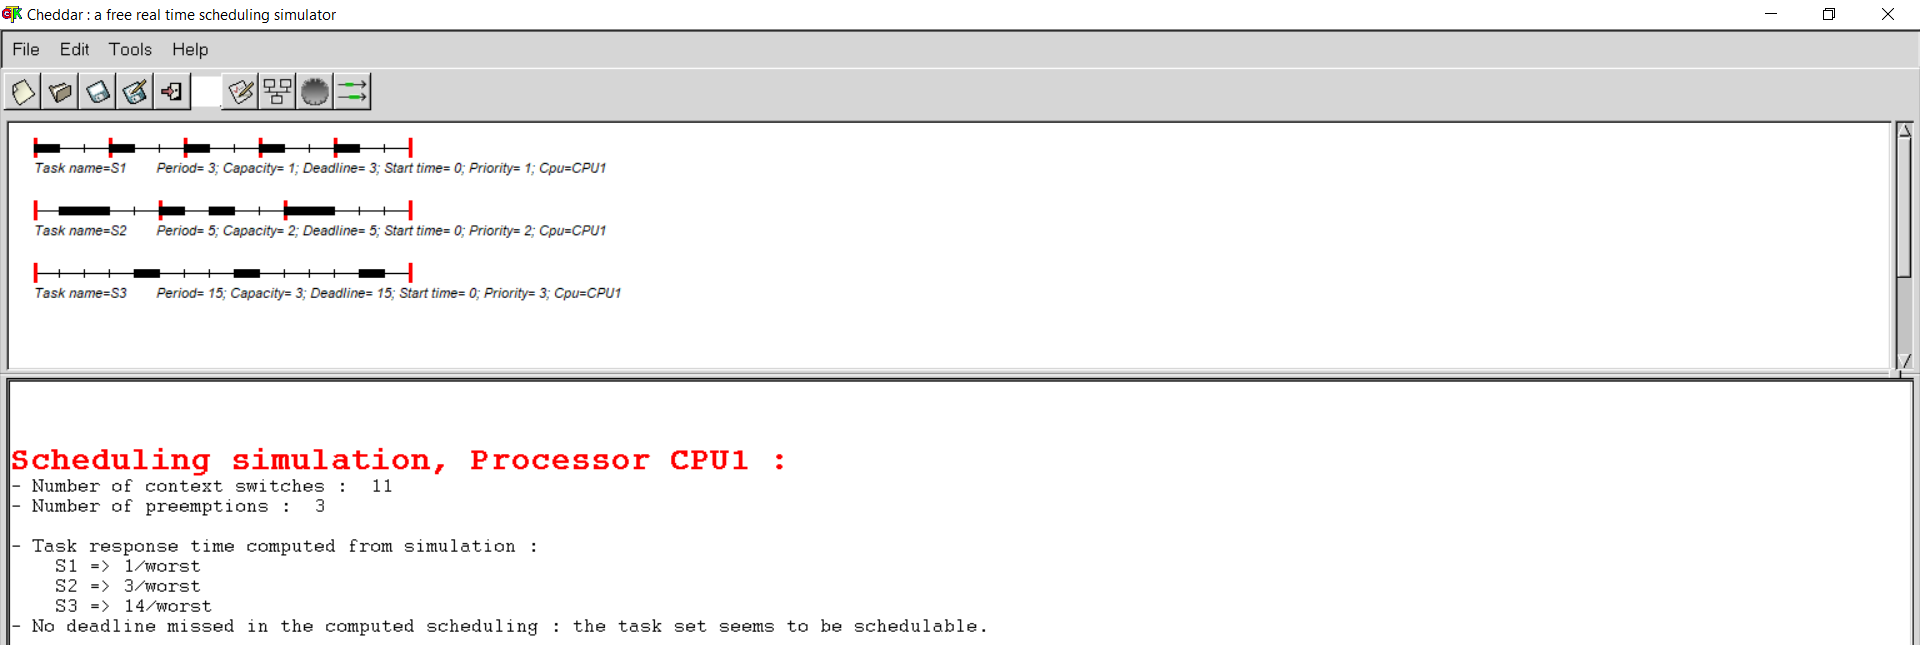 Cheddar : a free real time scheduling simulator
File Edit Tools Help
Task name=S1 Period= 3; Capacity= 1; Deadline= 3; Start time= 0; Priority= 1; Cpu=CPU1
Task name=S2 Period= 5; Capacity= 2; Deadline= 5; Start time= 0; Priority= 2; Cpu=CPU1
Task name=S3 Period= 15; Capacity= 3; Deadline= 15; Start time= 0; Priority= 3; Cpu=CPU1
Scheduling simulation, Processor CPU1 :
- Number of context switches : 11
- Number of preemptions : 3
- Task response time computed from simulation :
S1 => 1/worst
S2 => 3/worst
S3 => 14/worst
- No deadline missed in the computed scheduling : the task set seems to be schedulable.